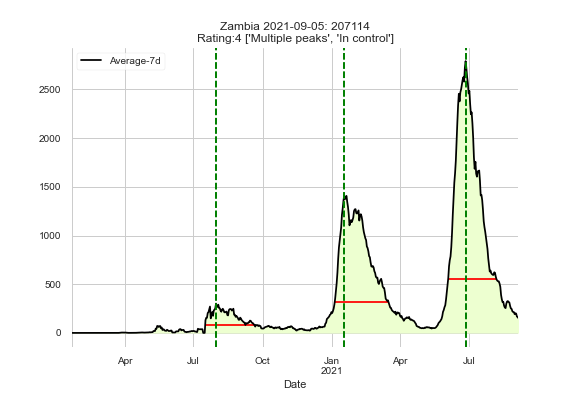 Zambia 2021-09-05: 207114
Rating:4 ['Multiple peaks', 'In control']
Average-7d
2500
2000
1500
1000
500
0
Apr Jul Oct Jan Apr Jul
2021
Date